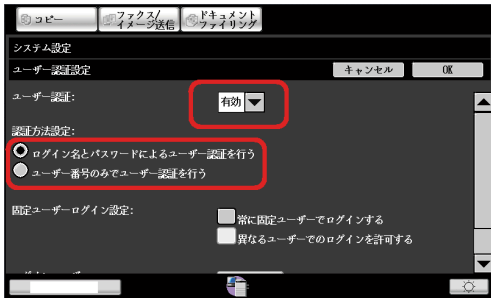 コピー
ファクス/
イメージ送信
ドキュメント
ファイリング
システム設定
ユーザー認証設定
キャンセル
OK
ユーザー認証:
有効
認証方法設定:
ログイン名とパスワードによるユーザー認証を行う
ユーザー番号のみでユーザー認証を行う
固定ユーザーログイン設定:
常に固定ユーザーでログインする
異なるユーザーでのログインを許可する